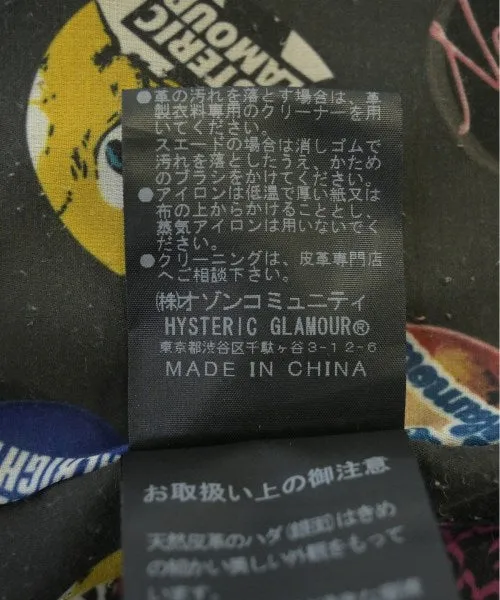 HYSTERIC
GLAMOUR
●革の汚れを落とす場合は、革
製衣料専用のクリーナーを用
いてください。
スエードの場合は消しゴムで
汚れを落としたうえ、かため
のブラシをかけてください。
●アイロンは低温で厚い紙又は
布の上からかけることとし、
蒸気アイロンは用いないでく
ださい。
●クリーニングは、皮革専門店
へご相談下さい。
㈱オゾンコミュニティ
HYSTERIC GLAMOUR®
東京都渋谷区千駄ヶ谷3-12-6
MADE IN CHINA
お取扱い上の御注意
天然皮革のハダ(銀面)はきめ
の細かい美しい外観をもって
います